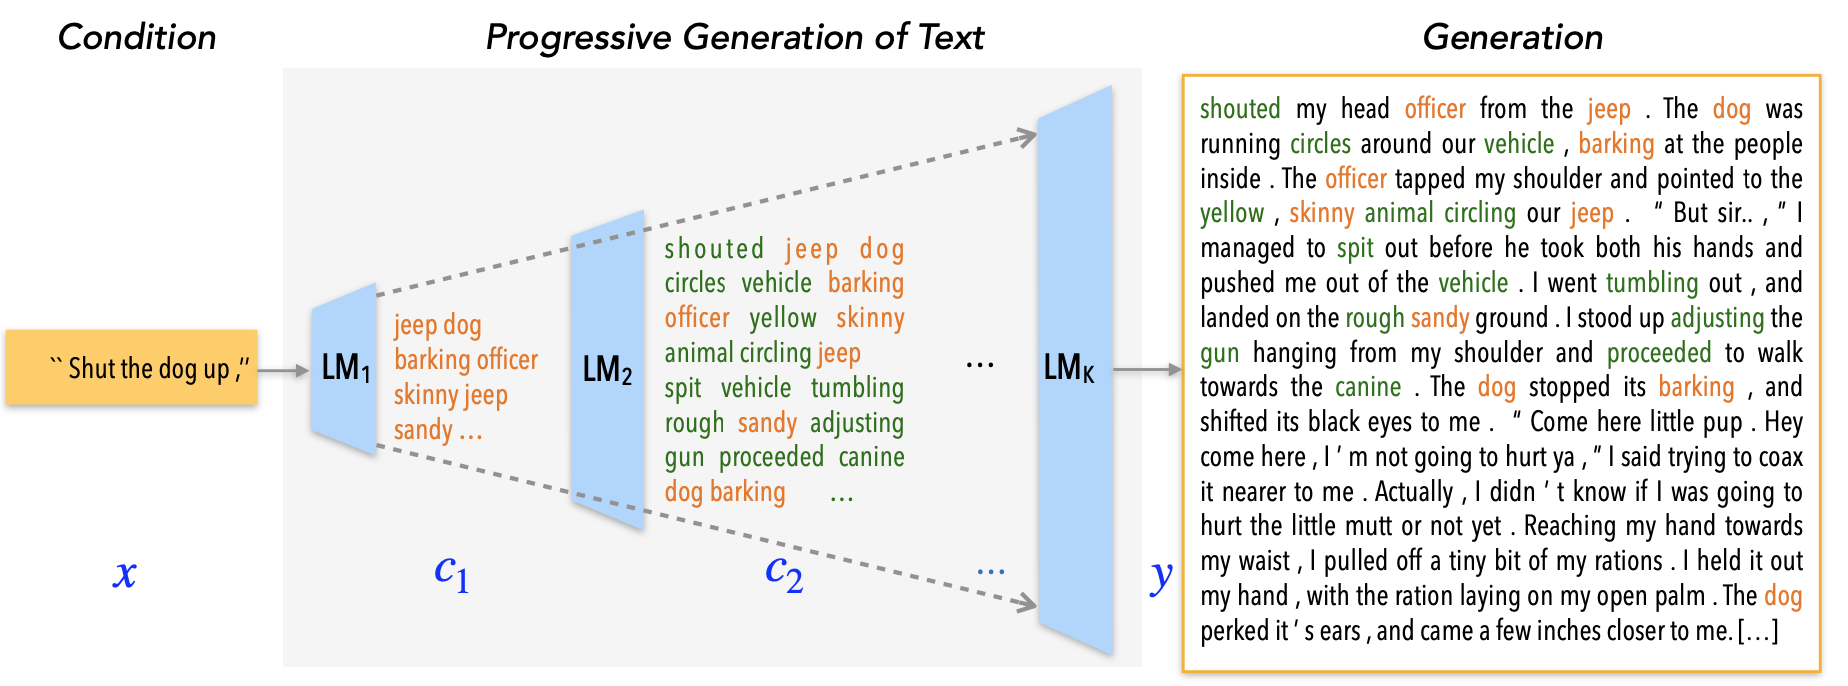 Condition
Progressive Generation of Text
Generation
`` Shut the dog up ,''
LM1
jeep dog
barking officer
skinny jeep
sandy ...
LM2
shouted jeep dog
circles vehicle barking
officer yellow skinny
animal circling jeep
spit vehicle tumbling
rough sandy adjusting
gun proceeded canine
dog barking ...
...
LMK
shouted my head officer from the jeep . The dog was
running circles around our vehicle , barking at the people
inside . The officer tapped my shoulder and pointed to the
yellow , skinny animal circling our jeep . " But sir.. , " I
managed to spit out before he took both his hands and
pushed me out of the vehicle . I went tumbling out , and
landed on the rough sandy ground . I stood up adjusting the
gun hanging from my shoulder and proceeded to walk
towards the canine . The dog stopped its barking , and
shifted its black eyes to me . " Come here little pup . Hey
come here , I ' m not going to hurt ya , " I said trying to coax
it nearer to me . Actually , I didn ' t know if I was going to
hurt the little mutt or not yet . Reaching my hand towards
my waist , I pulled off a tiny bit of my rations . I held it out
my hand , with the ration laying on my open palm . The dog
perked it ' s ears , and came a few inches closer to me. [...]
x
c1
c2
...
y